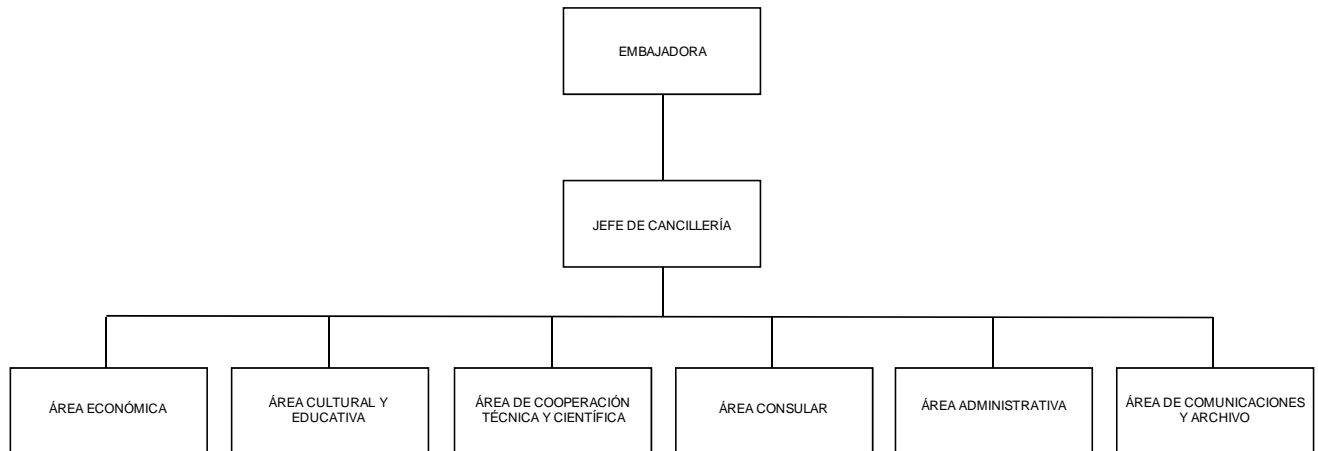 EMBAJADORA
JEFE DE CANCILLERÍA
ÁREA ECONÓMICA
ÁREA CULTURAL Y
EDUCATIVA
ÁREA DE COOPERACIÓN
TÉCNICA Y CIENTÍFICA
ÁREA CONSULAR
ÁREA ADMINISTRATIVA
ÁREA DE COMUNICACIONES
Y ARCHIVO